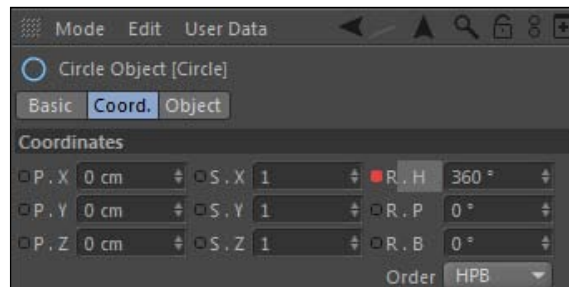 Mode Edit User Data
Circle Object [Circle]
Basic Coord. Object
Coordinates
P . X 0 cm S . X 1 R . H 360 °
P . Y 0 cm S . Y 1 R . P 0 °
P . Z 0 cm S . Z 1 R . B 0 °
Order HPB